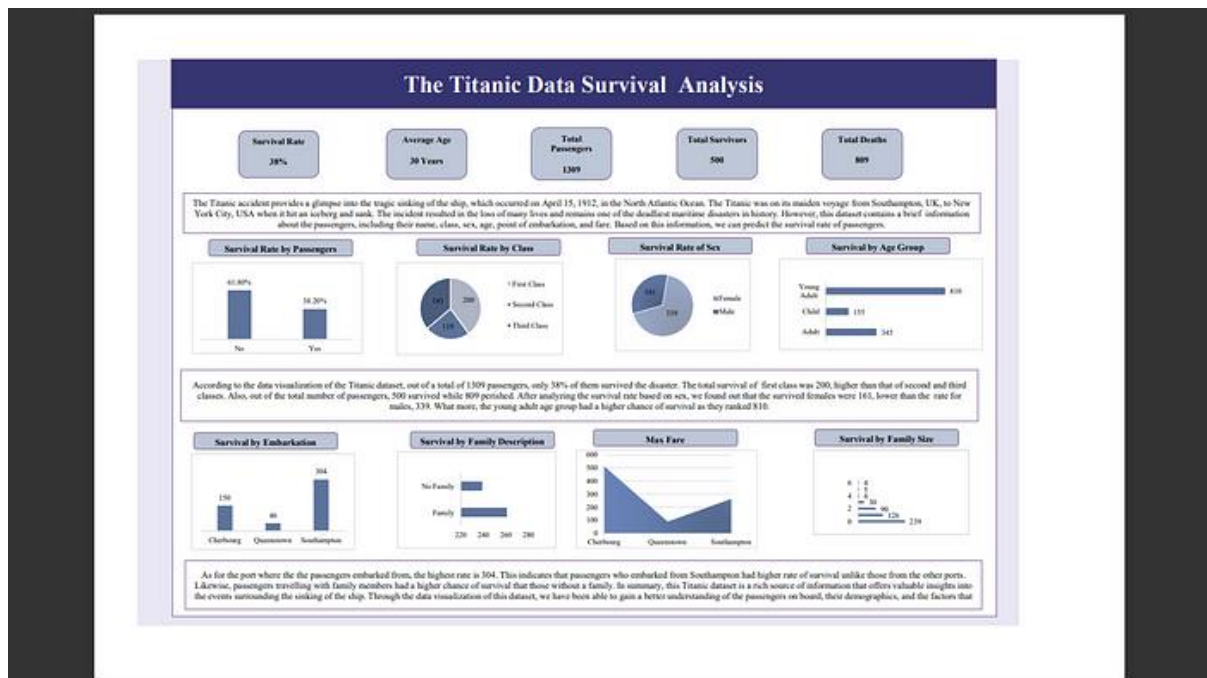 The Titanic Data Survival Analysis
Survival Rate
38%
Average Age
30 Years
Total
Passengers
1309
Total Survivors
500
Total Deaths
809
The Titanic accident provides a glimpse into the tragic sinking of the ship, which occurred on April 15, 1912, in the North Atlantic Ocean. The Titanic was on its maiden voyage from Southampton, UK, to New
York City, USA when it hit an iceberg and sank. The incident resulted in the loss of many lives and remains one of the deadliest maritime disasters in history. However, this dataset contains a brief information
about the passengers, including their name, class, sex, age, point of embarkation, and fare. Based on this information, we can predict the survival rate of passengers.
Survival Rate by Passengers
61.80%
38.20%
No
Yes
Survival Rate by Class
200
119
181
First Class
Second Class
Third Class
Survival Rate of Sex
161
339
Female
Male
Survival by Age Group
Young
Adult
810
Child
155
Adult
345
According to the data visualization of the Titanic dataset, out of a total of 1309 passengers, only 38% of them survived the disaster. The total survival of first class was 200, higher than that of second and third
classes. Also, out of the total number of passengers, 500 survived while 809 perished. After analyzing the survival rate based on sex, we found out that the survived females were 161, lower than the rate for
males, 339. What more, the young adult age group had a higher chance of survival as they ranked 810.
Survival by Embarkation
150
304
Cherbourg
Queenstown
Southampton
Survival by Family Description
No Family
Family
220 240 260 280
Max Fare
600
500
400
300
200
100
0
Cherbourg
Queenstown
Southampton
Survival by Family Size
6
4
2
0
30
90
126
239
As for the port where the the passengers embarked from, the highest rate is 304. This indicates that passengers who embarked from Southampton had higher rate of survival unlike those from the other ports.
Likewise, passengers travelling with family members had a higher chance of survival that those without a family. In summary, this Titanic dataset is a rich source of information that offers valuable insights into
the events surrounding the sinking of the ship. Through the data visualization of this dataset, we have been able to gain a better understanding of the passengers on board, their demographics, and the factors that